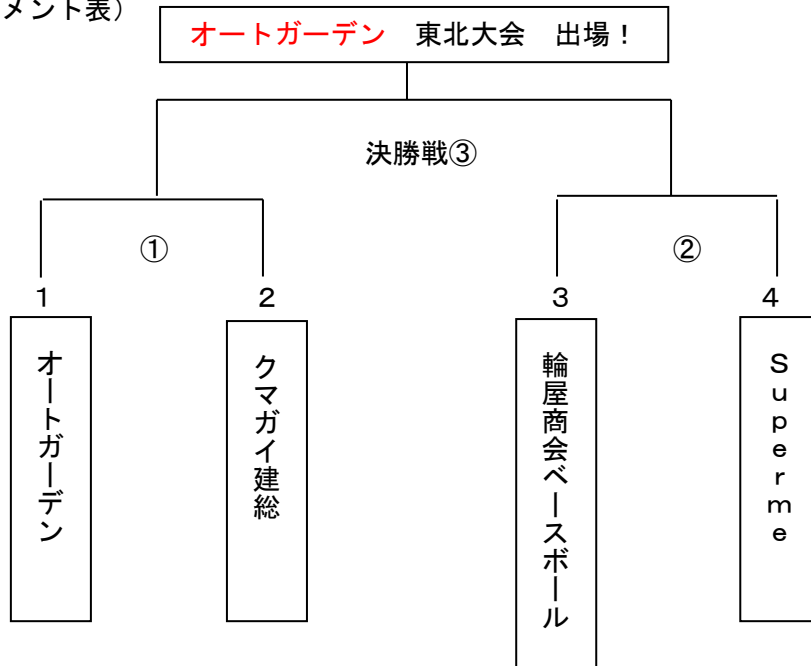 メント表）
オートガーデン　東北大会　出場！
決勝戦③
①
②
1
2
3
4
オートガーデン
クマガイ建総
輪屋商会ベースボール
Superme